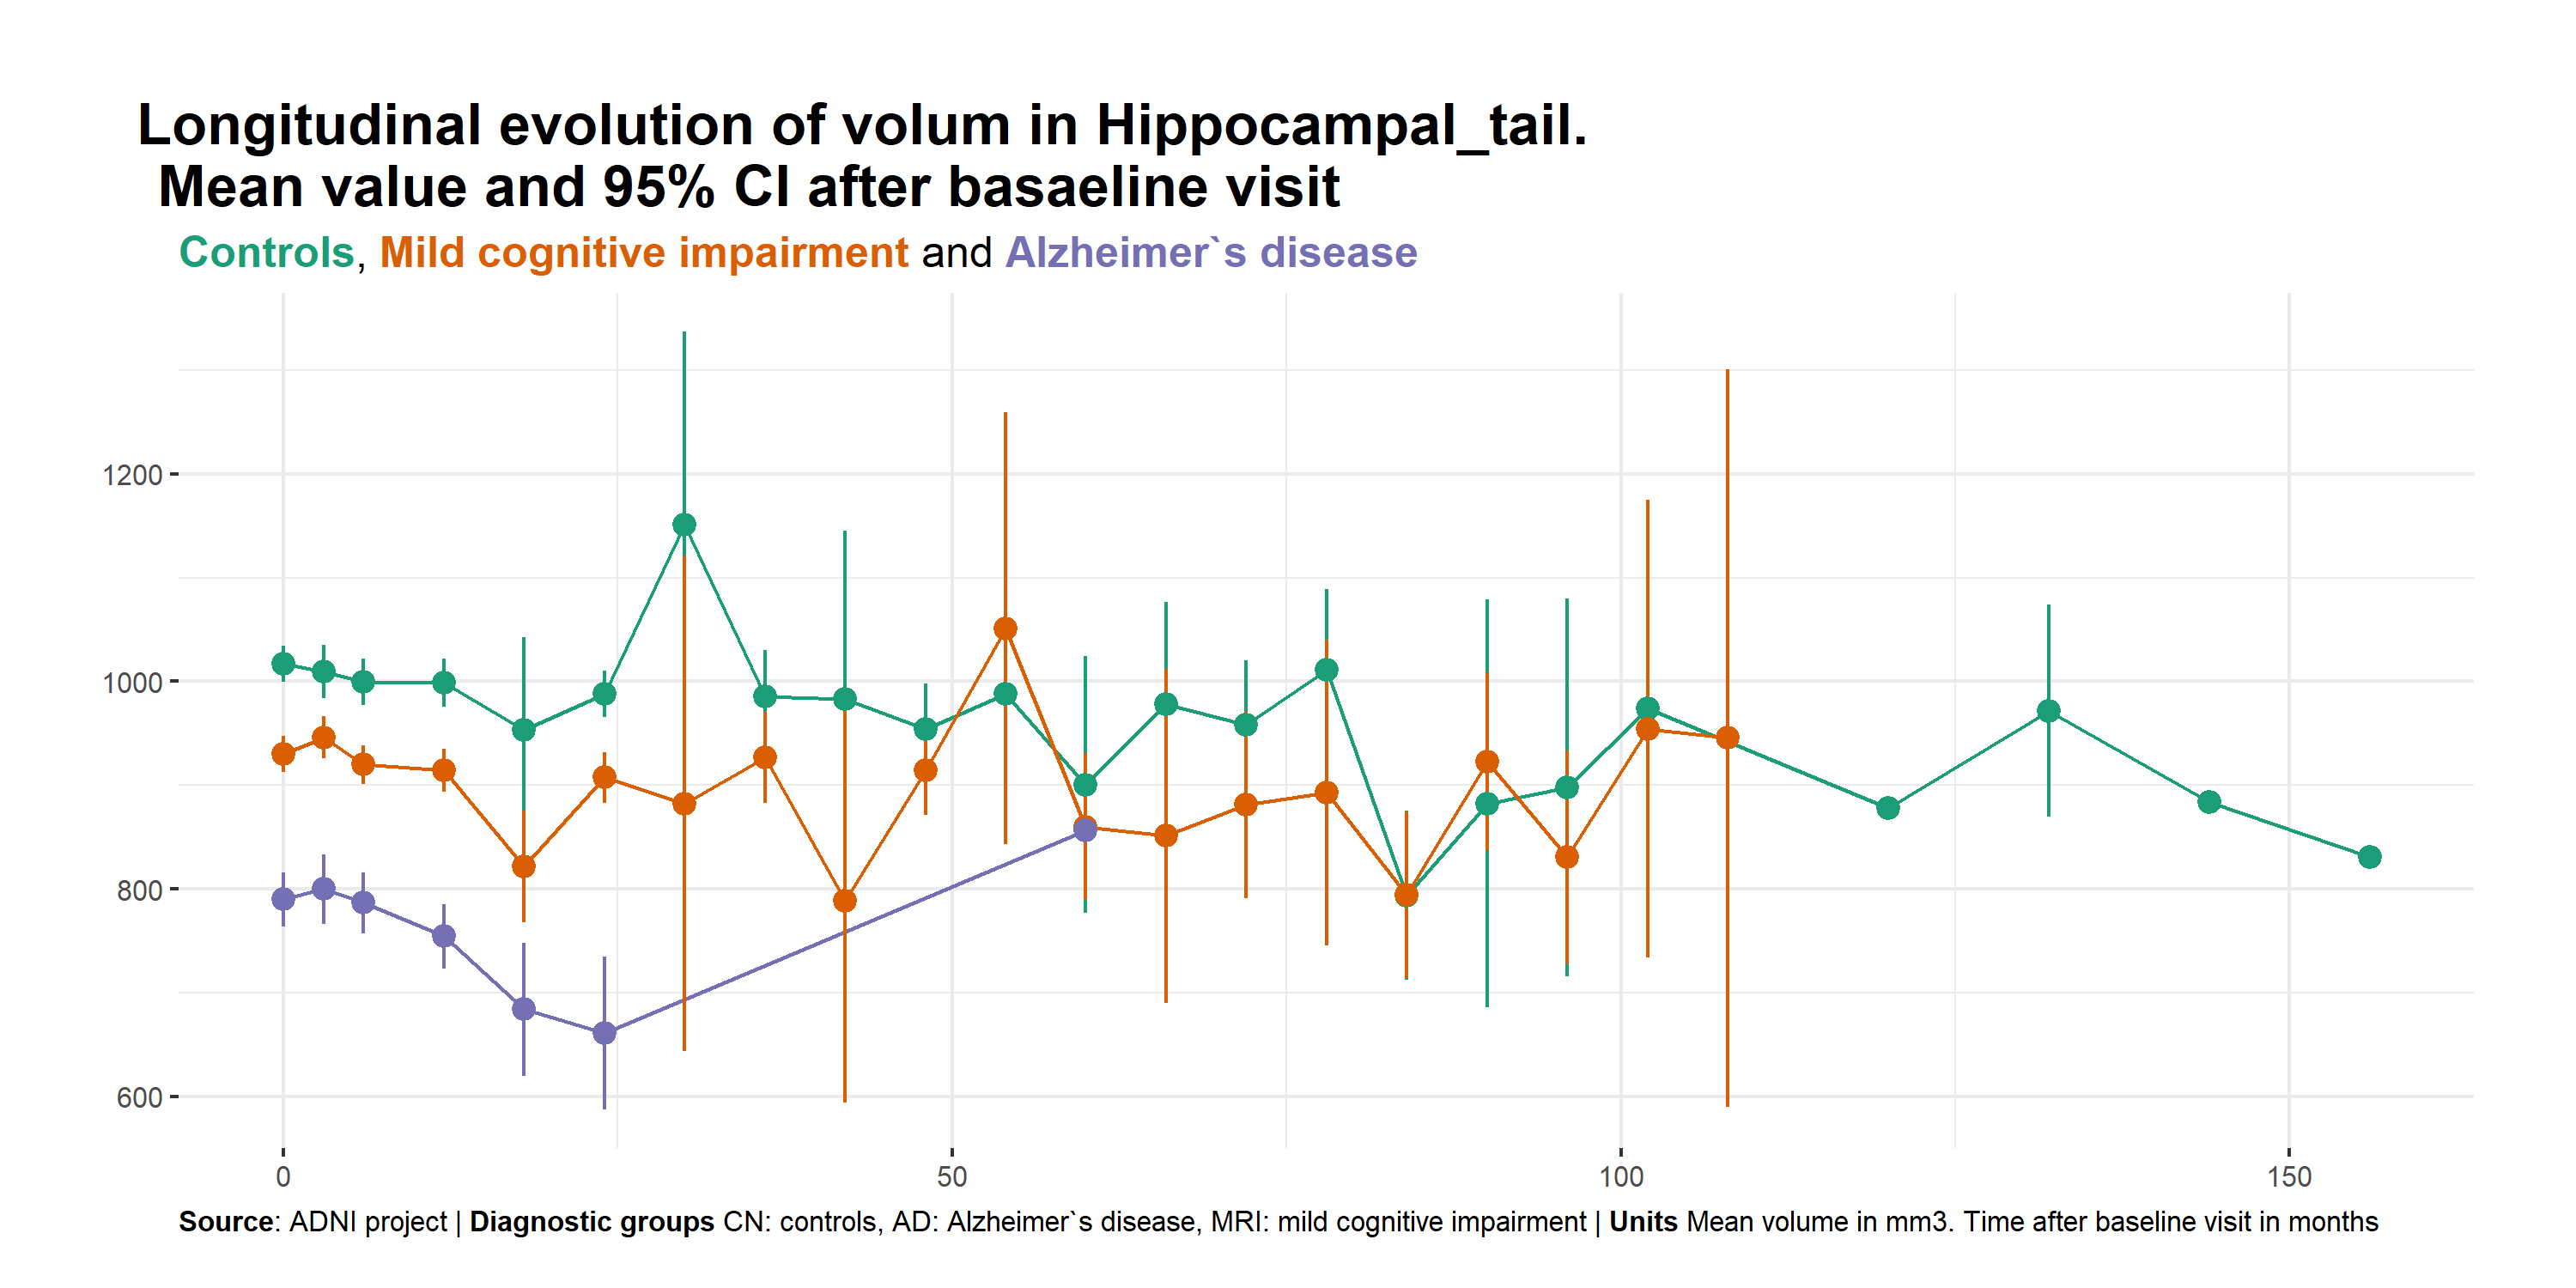 Longitudinal evolution of volum in Hippocampal_tail.
Mean value and 95% CI after basaeline visit
Controls, Mild cognitive impairment and Alzheimer`s disease
1200
1000
800
600
0 50 100 150
Source: ADNI project | Diagnostic groups CN: controls, AD: Alzheimer`s disease, MRI: mild cognitive impairment | Units Mean volume in mm3. Time after baseline visit in months